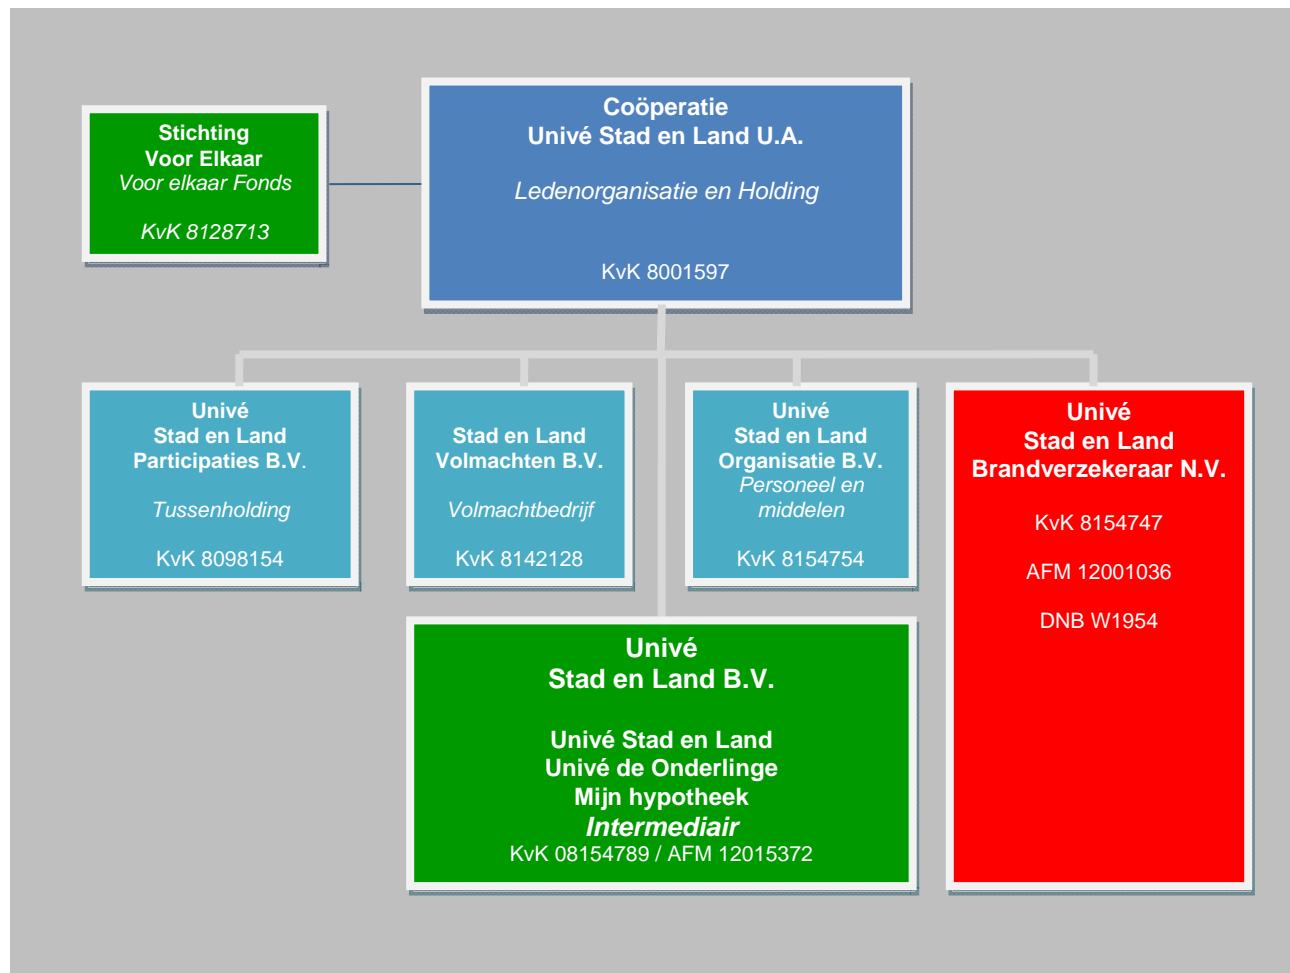 Stichting
Voor Elkaar
Voor elkaar Fonds
KvK 8128713
Coöperatie
Univé Stad en Land U.A.
Ledenorganisatie en Holding
KvK 8001597
Univé
Stad en Land
Participaties B.V.
Tussenholding
KvK 8098154
Stad en Land
Volmachten B.V.
Volmachtbedrijf
KvK 8142128
Univé
Stad en Land
Organisatie B.V.
Personeel en
middelen
KvK 8154754
Univé
Stad en Land
Brandverzekeraar N.V.
KvK 8154747
AFM 12001036
DNB W1954
Univé
Stad en Land B.V.
Univé Stad en Land
Univé de Onderlinge
Mijn hypotheek
Intermediair
KvK 08154789 / AFM 12015372